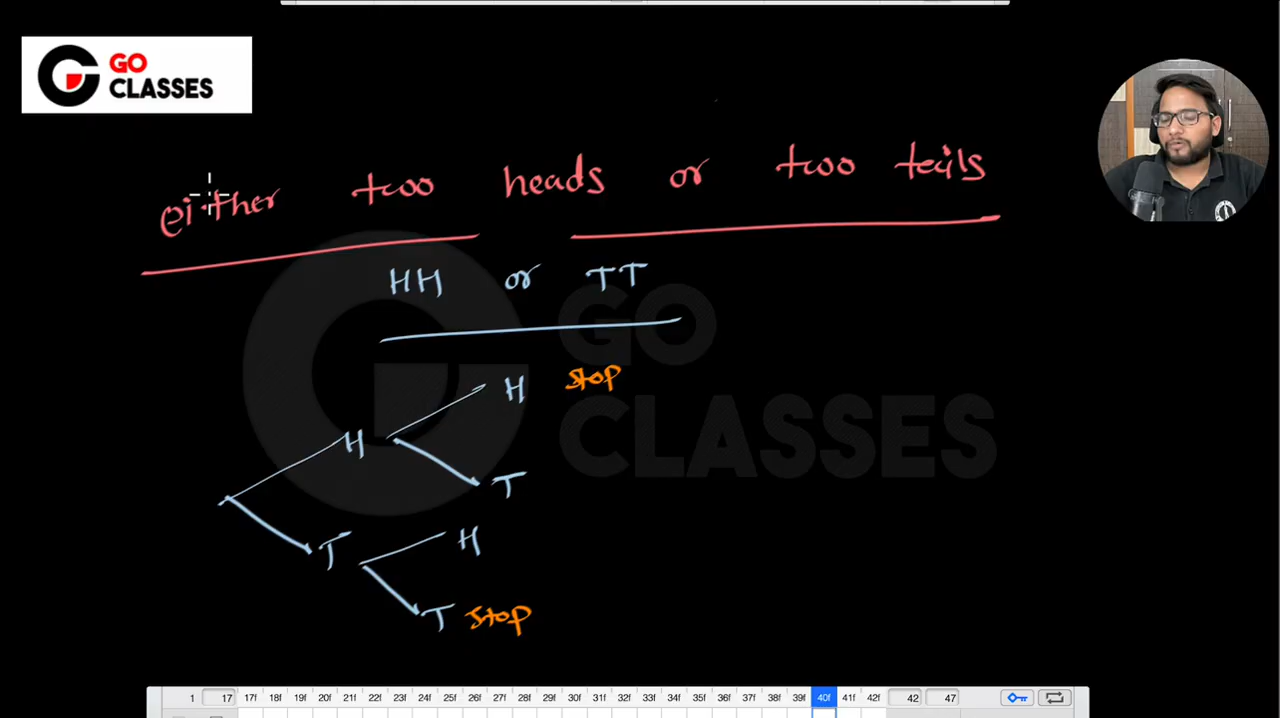 GO
CLASSES
either two heads or two tails
HH or TT
GO
CLASSES
H stop
H
T
T
H
T stop
1 17 17f 18f 19f 20f 21f 22f 23f 24f 25f 26f 27f 28f 29f 30f 31f 32f 33f 34f 35f 36f 37f 38f 39f 40f 41f 42f 42 47